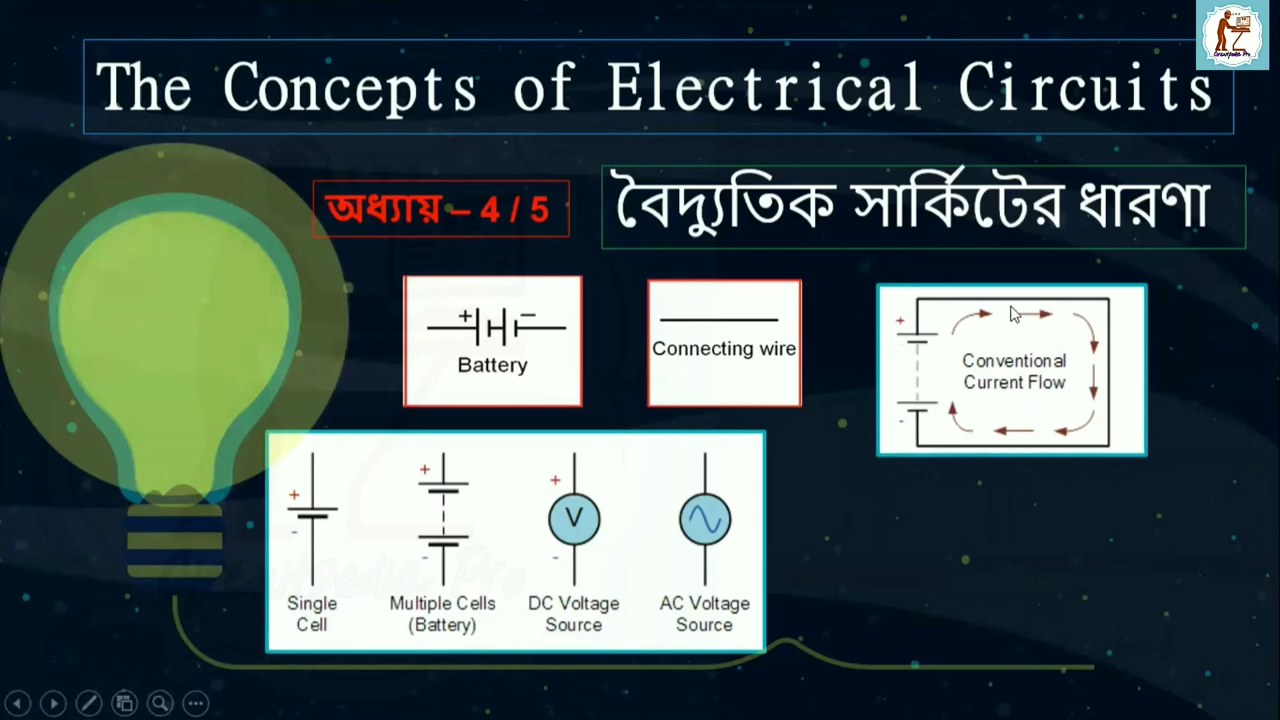 The Concepts of Electrical Circuits
অধ্যায় – 4 / 5
বৈদ্যুতিক সার্কিটের ধারণা
+ –
Battery
Connecting wire
+
-
Conventional
Current Flow
+
-
Single
Cell
+
-
Multiple Cells
(Battery)
+
V
-
DC Voltage
Source
AC Voltage
Source